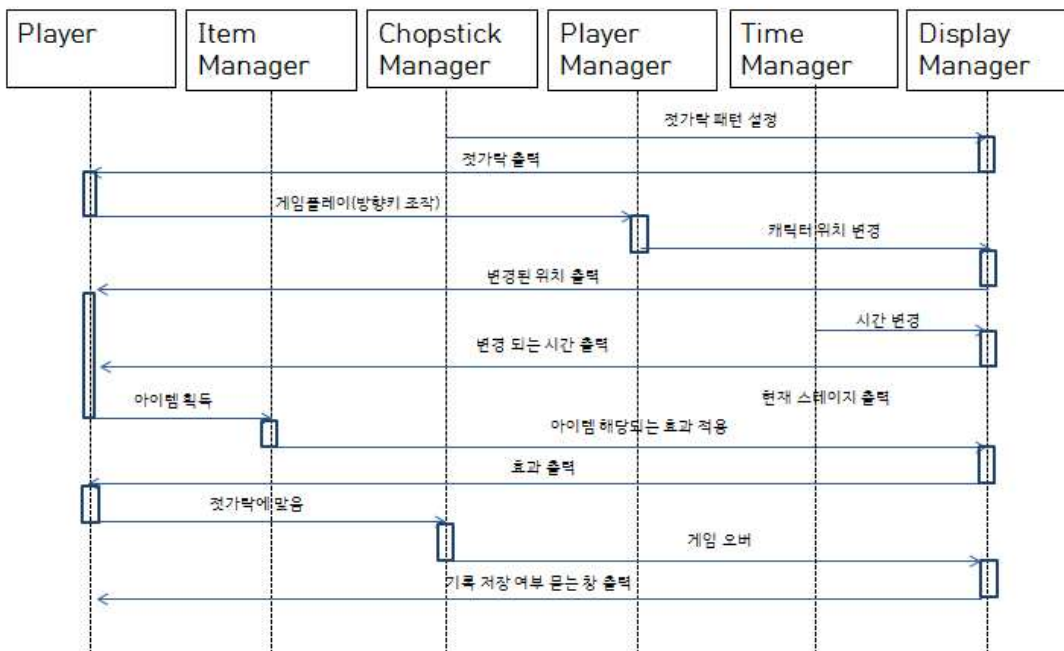 Player
Item
Manager
Chopstick
Manager
Player
Manager
Time
Manager
Display
Manager
젓가락 패턴 설정
젓가락 출력
게임플레이(방향키 조작)
캐릭터 위치 변경
변경된 위치 출력
시간 변경
변경 되는 시간 출력
현재 스테이지 출력
아이템 획득
아이템 해당되는 효과 적용
효과 출력
젓가락에 맞음
게임 오버
기록 저장 여부 묻는 창 출력